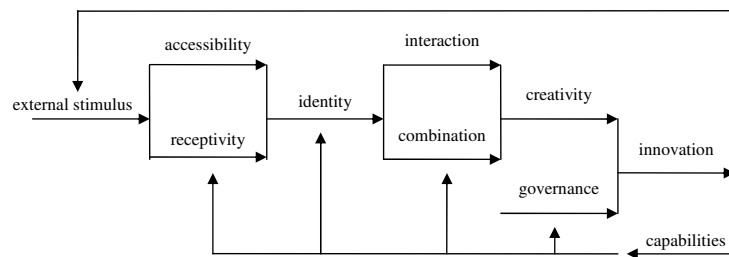 accessibility
interaction
external stimulus
identity
creativity
receptivity
combination
innovation
governance
capabilities